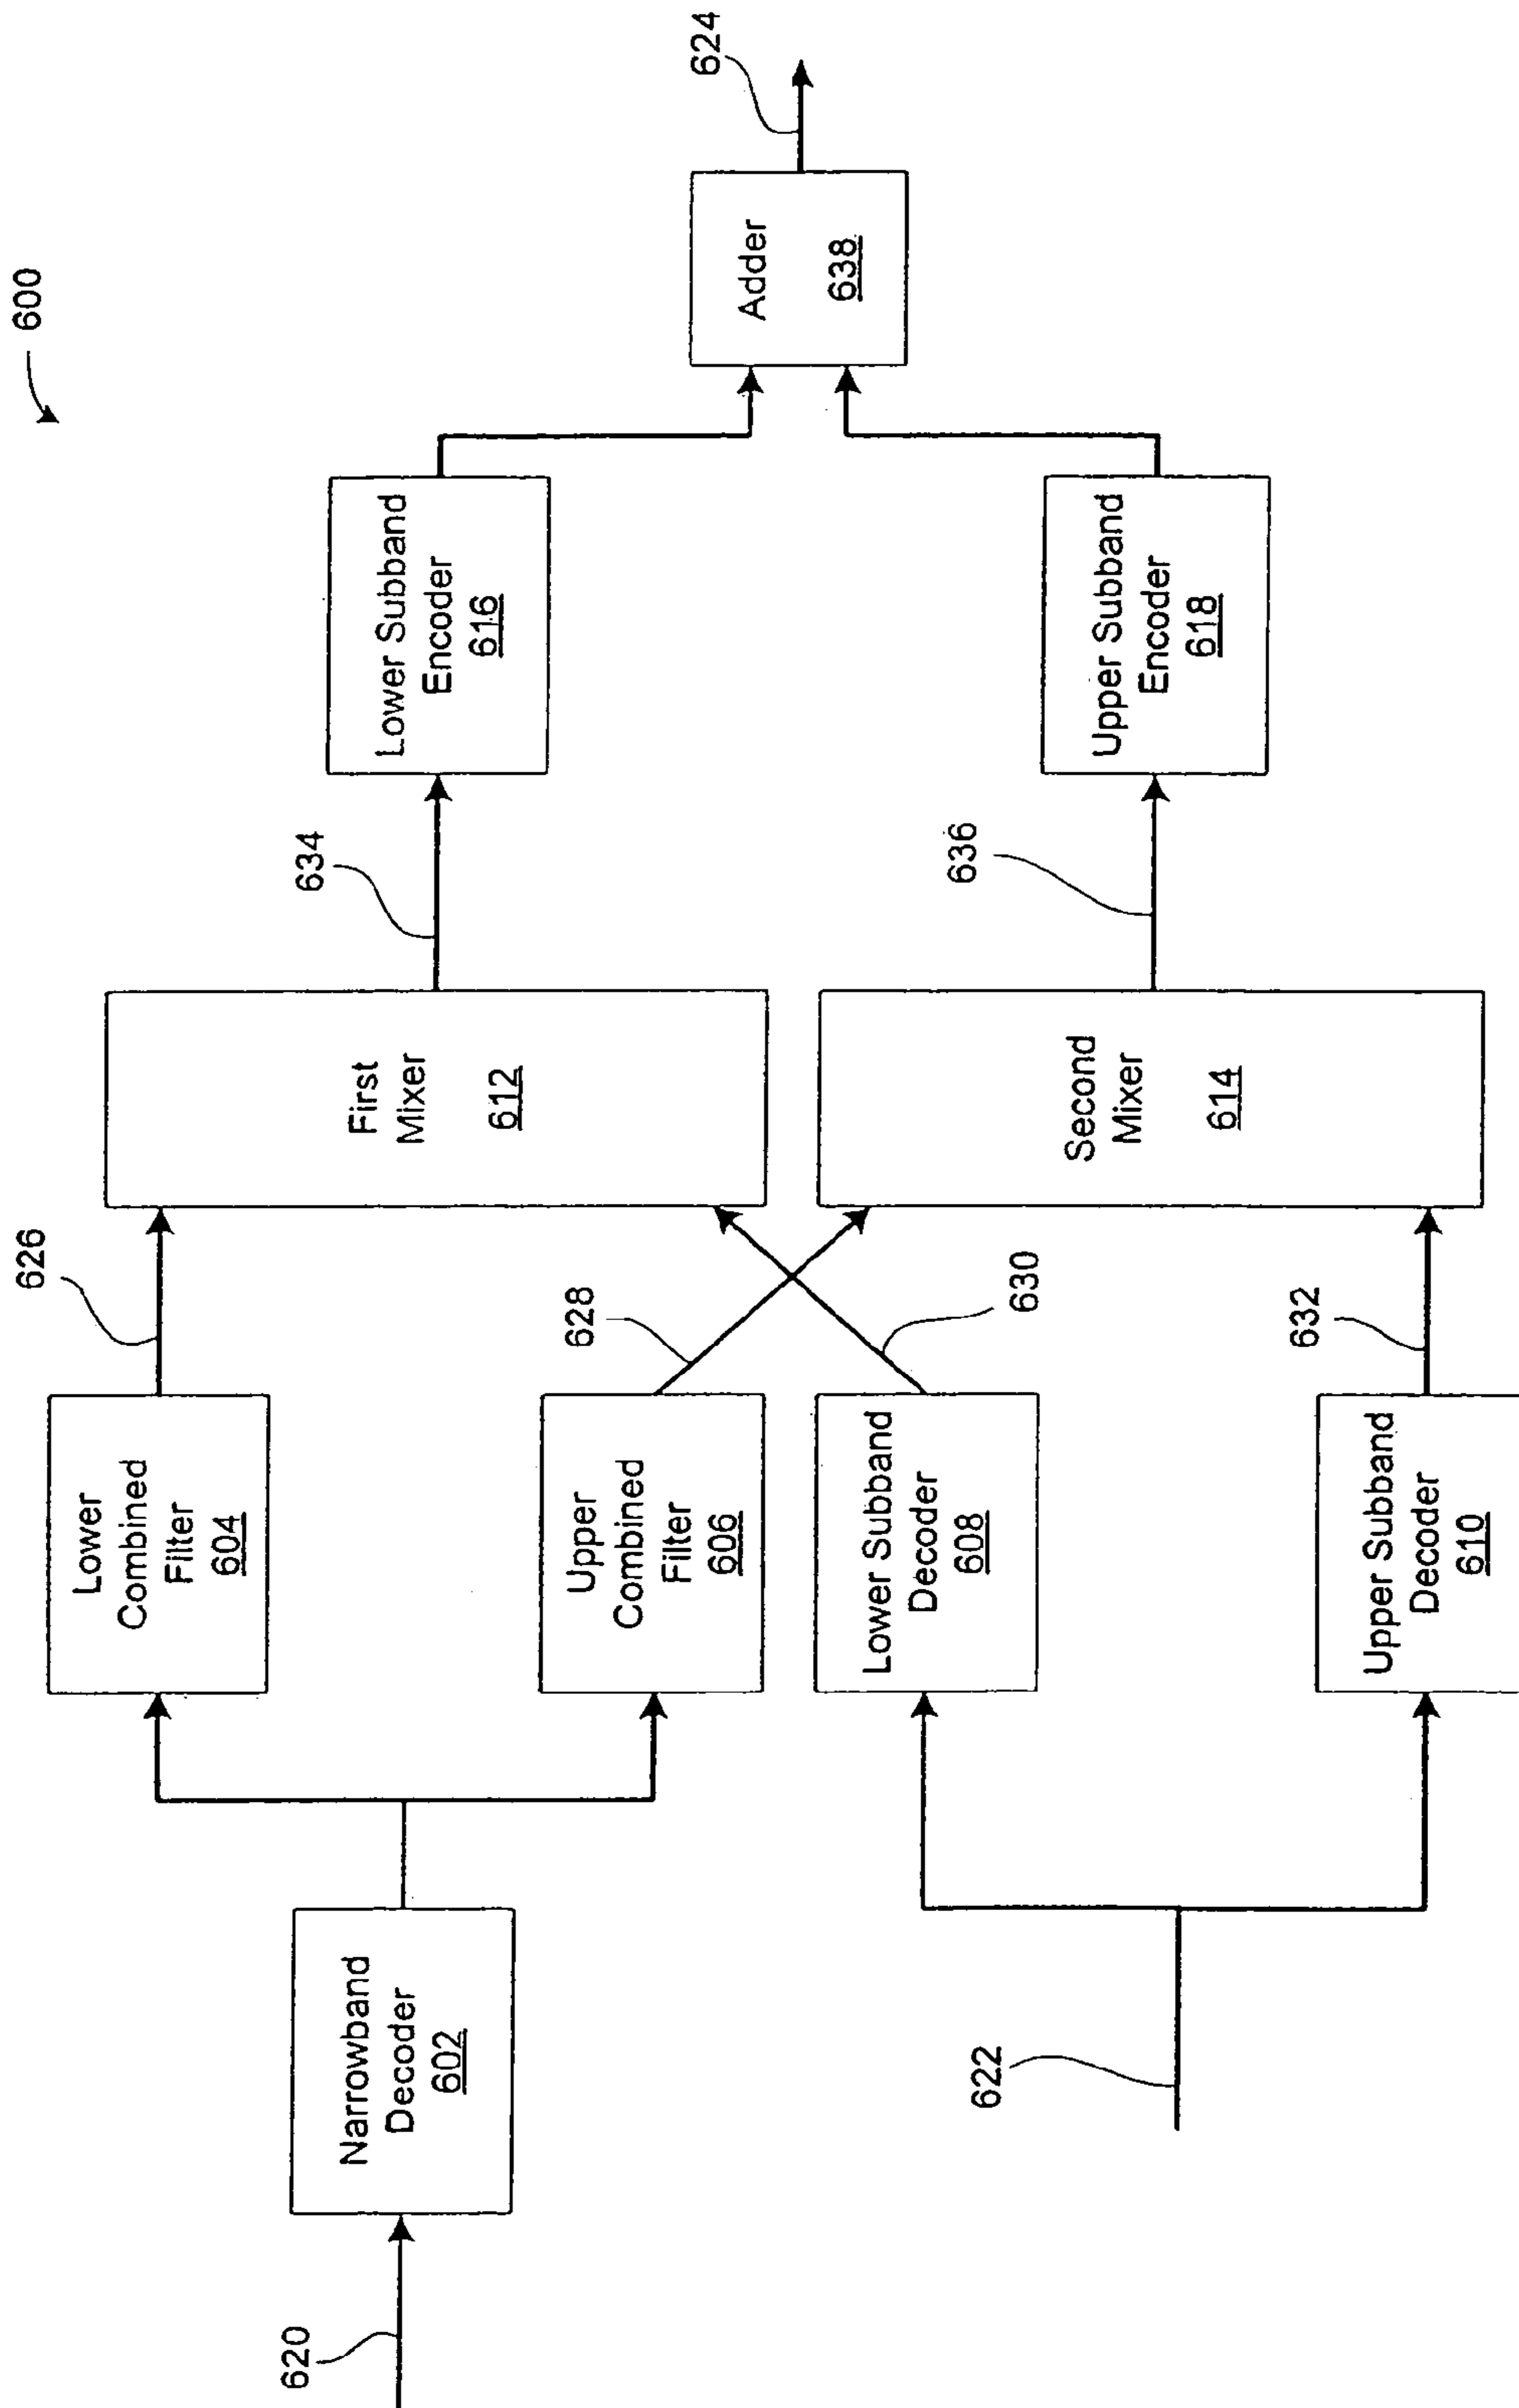 600
620
Narrowband
Decoder
602
622
Lower
Combined
Filter
604
Upper
Combined
Filter
606
Lower Subband
Decoder
608
Upper Subband
Decoder
610
626
628
630
632
First
Mixer
612
Second
Mixer
614
634
636
Lower Subband
Encoder
616
Upper Subband
Encoder
618
Adder
638
624